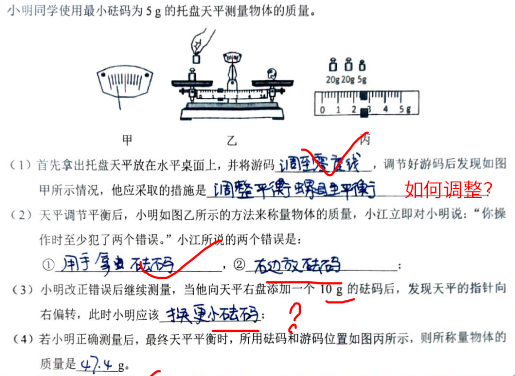 小明同学使用最小砝码为5 g的托盘天平测量物体的质量。
20g 20g 5g
0 1 2 3 4 5 g
甲 乙 丙
(1) 首先拿出托盘天平放在水平桌面上，并将游码 调至零 线，调节好游码后发现如图
甲所示情况，他应采取的措施是 调整平衡螺母至平衡 如何调整?
(2) 天平调节平衡后，小明如图乙所示的方法来称量物体的质量，小江立即对小明说：“你操
作时至少犯了两个错误。”小江所说的两个错误是：
① 用手拿砝码，② 右边放砝码；
(3) 小明改正错误后继续测量，当他向天平右盘添加一个10 g的砝码后，发现天平的指针向
右偏转，此时小明应该 换更小砝码； ?
(4) 若小明正确测量后，最终天平平衡时，所用砝码和游码位置如图丙所示，则所称量物体的
质量是 47.4 g。